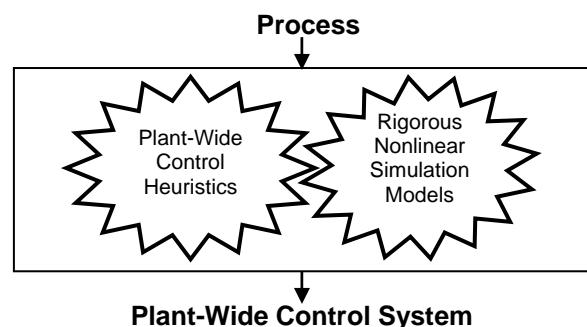 Process
Plant-Wide
Control
Heuristics
Rigorous
Nonlinear
Simulation
Models
Plant-Wide Control System